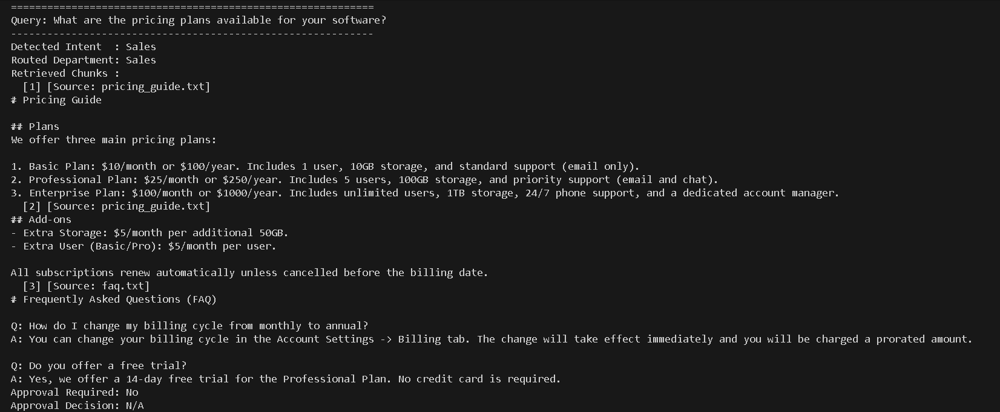 ============================================================
Query: What are the pricing plans available for your software?
------------------------------------------------------------
Detected Intent  : Sales
Routed Department: Sales
Retrieved Chunks :
  [1] [Source: pricing_guide.txt]
# Pricing Guide

## Plans
We offer three main pricing plans:

1. Basic Plan: $10/month or $100/year. Includes 1 user, 10GB storage, and standard support (email only).
2. Professional Plan: $25/month or $250/year. Includes 5 users, 100GB storage, and priority support (email and chat).
3. Enterprise Plan: $100/month or $1000/year. Includes unlimited users, 1TB storage, 24/7 phone support, and a dedicated account manager.
  [2] [Source: pricing_guide.txt]
## Add-ons
- Extra Storage: $5/month per additional 50GB.
- Extra User (Basic/Pro): $5/month per user.

All subscriptions renew automatically unless cancelled before the billing date.
  [3] [Source: faq.txt]
# Frequently Asked Questions (FAQ)

Q: How do I change my billing cycle from monthly to annual?
A: You can change your billing cycle in the Account Settings -> Billing tab. The change will take effect immediately and you will be charged a prorated amount.

Q: Do you offer a free trial?
A: Yes, we offer a 14-day free trial for the Professional Plan. No credit card is required.
Approval Required: No
Approval Decision: N/A